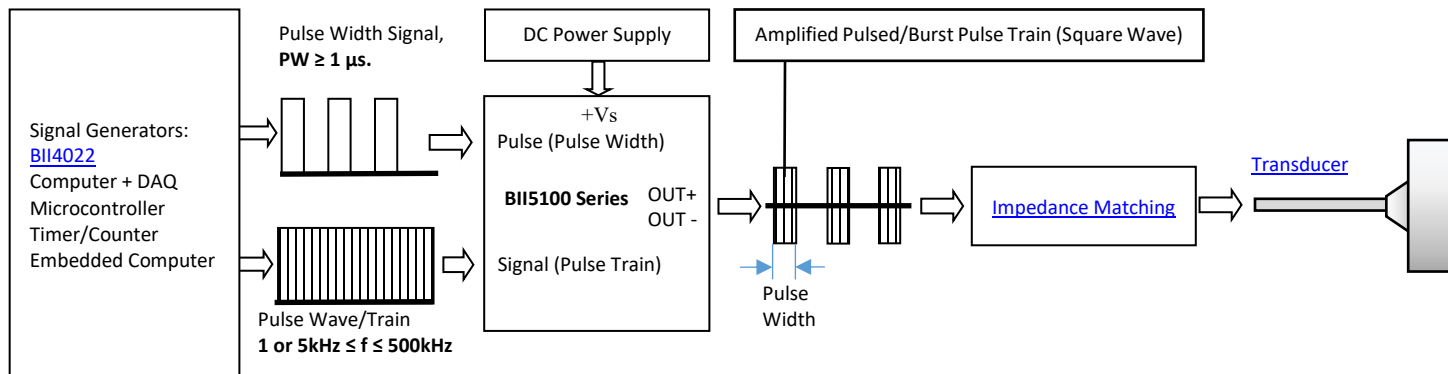 Signal Generators:
BII4022
Computer + DAQ
Microcontroller
Timer/Counter
Embedded Computer
Pulse Width Signal,
PW ≥ 1 µs.
Pulse Wave/Train
1 or 5kHz ≤ f ≤ 500kHz
DC Power Supply
+Vs
Pulse (Pulse Width)
BII5100 Series
OUT+
OUT -
Signal (Pulse Train)
Amplified Pulsed/Burst Pulse Train (Square Wave)
Pulse
Width
Impedance Matching
Transducer